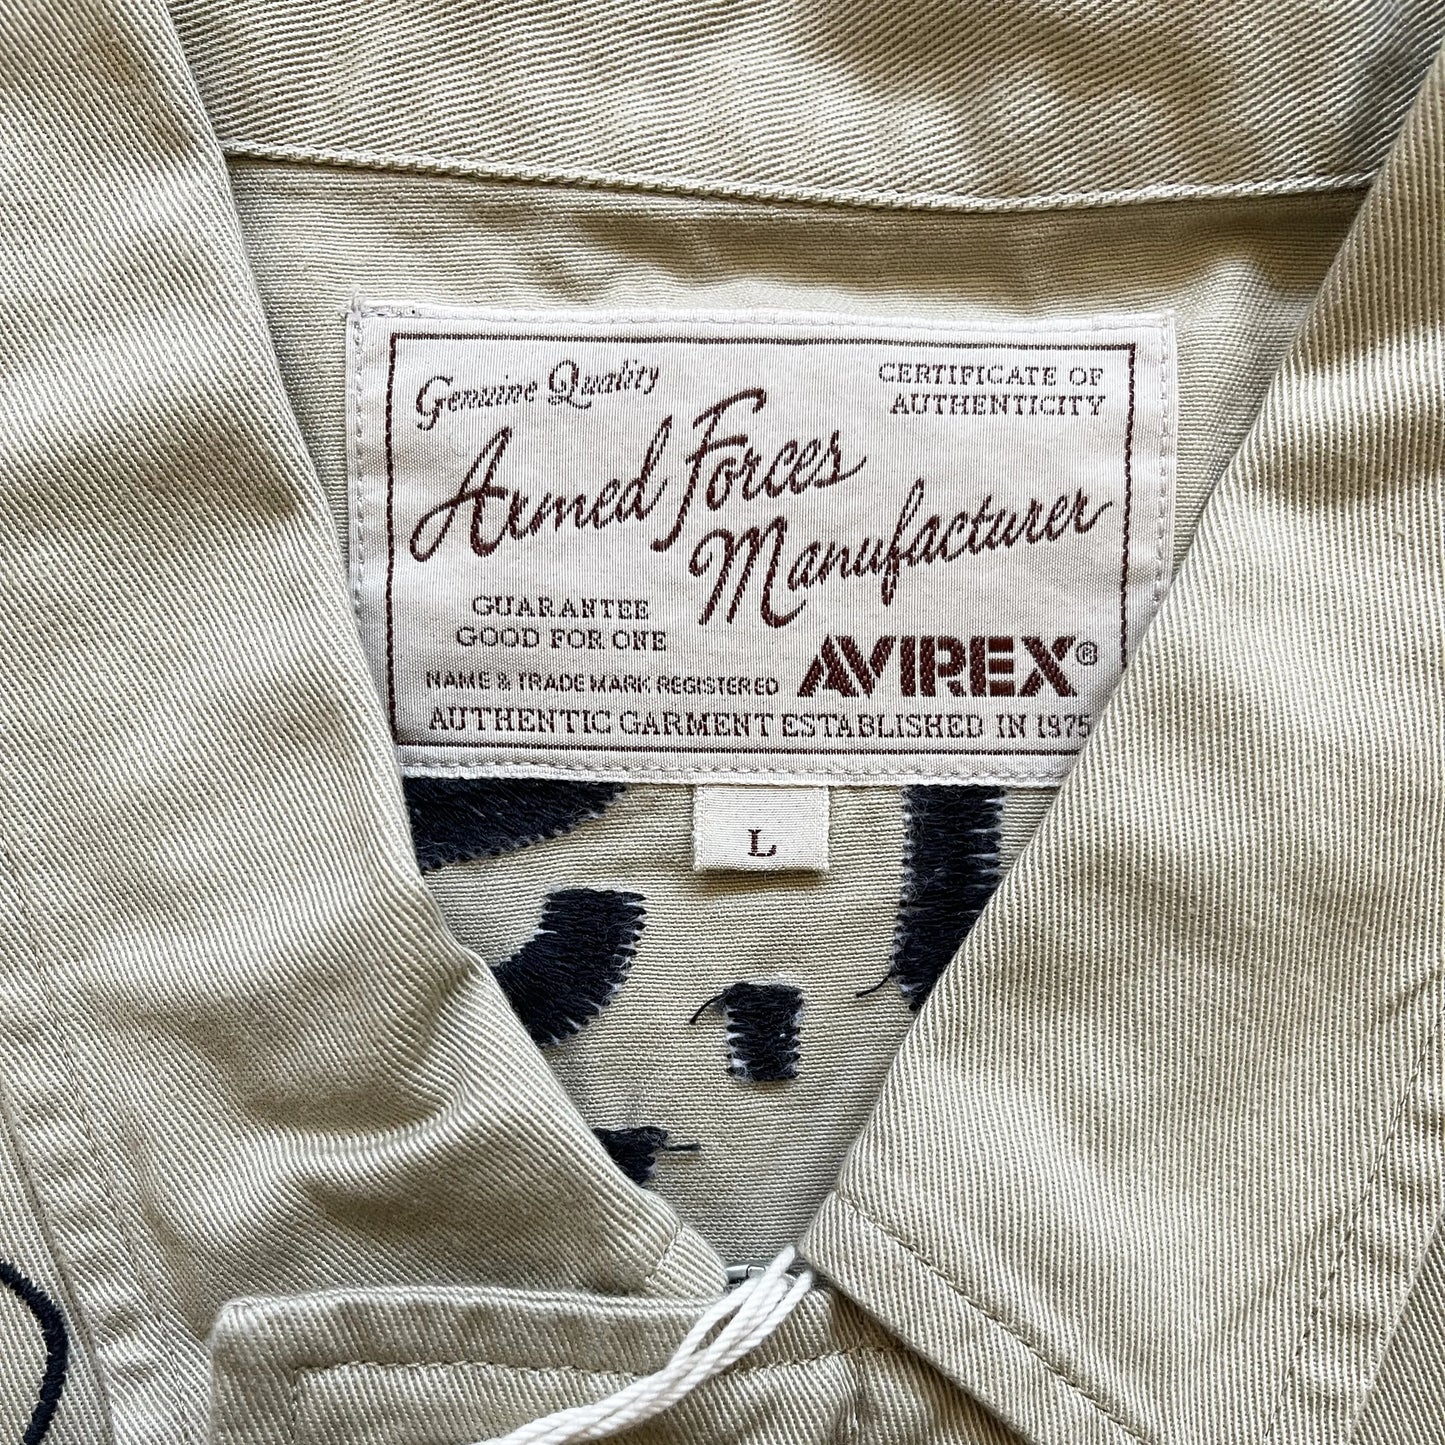 Genuine Quality
CERTIFICATE OF
AUTHENTICITY
Armed Forces
Manufacturer
GUARANTEE
GOOD FOR ONE
NAME & TRADE MARK REGISTERED
AVIREX®
AUTHENTIC GARMENT ESTABLISHED IN 1975
L